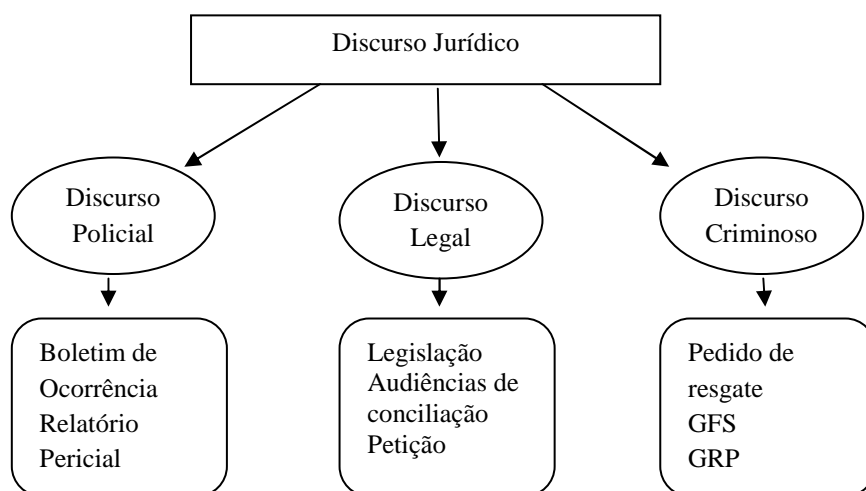 Discurso Jurídico
Discurso
Policial
Discurso
Legal
Discurso
Criminoso
Boletim de
Ocorrência
Relatório
Pericial
Legislação
Audiências de
conciliação
Petição
Pedido de
resgate
GFS
GRP